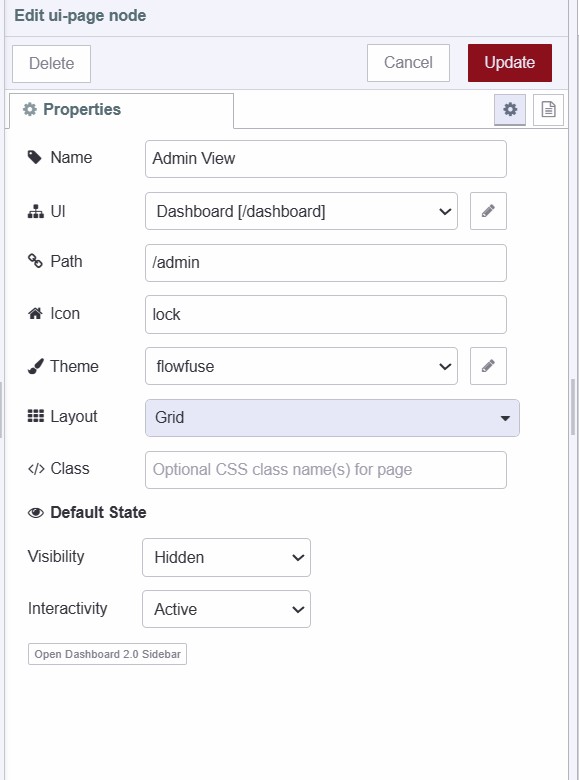 Edit ui-page node
Delete
Cancel
Update
Properties
Name
Admin View
UI
Dashboard [/dashboard]
Path
/admin
Icon
lock
Theme
flowfuse
Layout
Grid
Class
Optional CSS class name(s) for page
Default State
Visibility
Hidden
Interactivity
Active
Open Dashboard 2.0 Sidebar